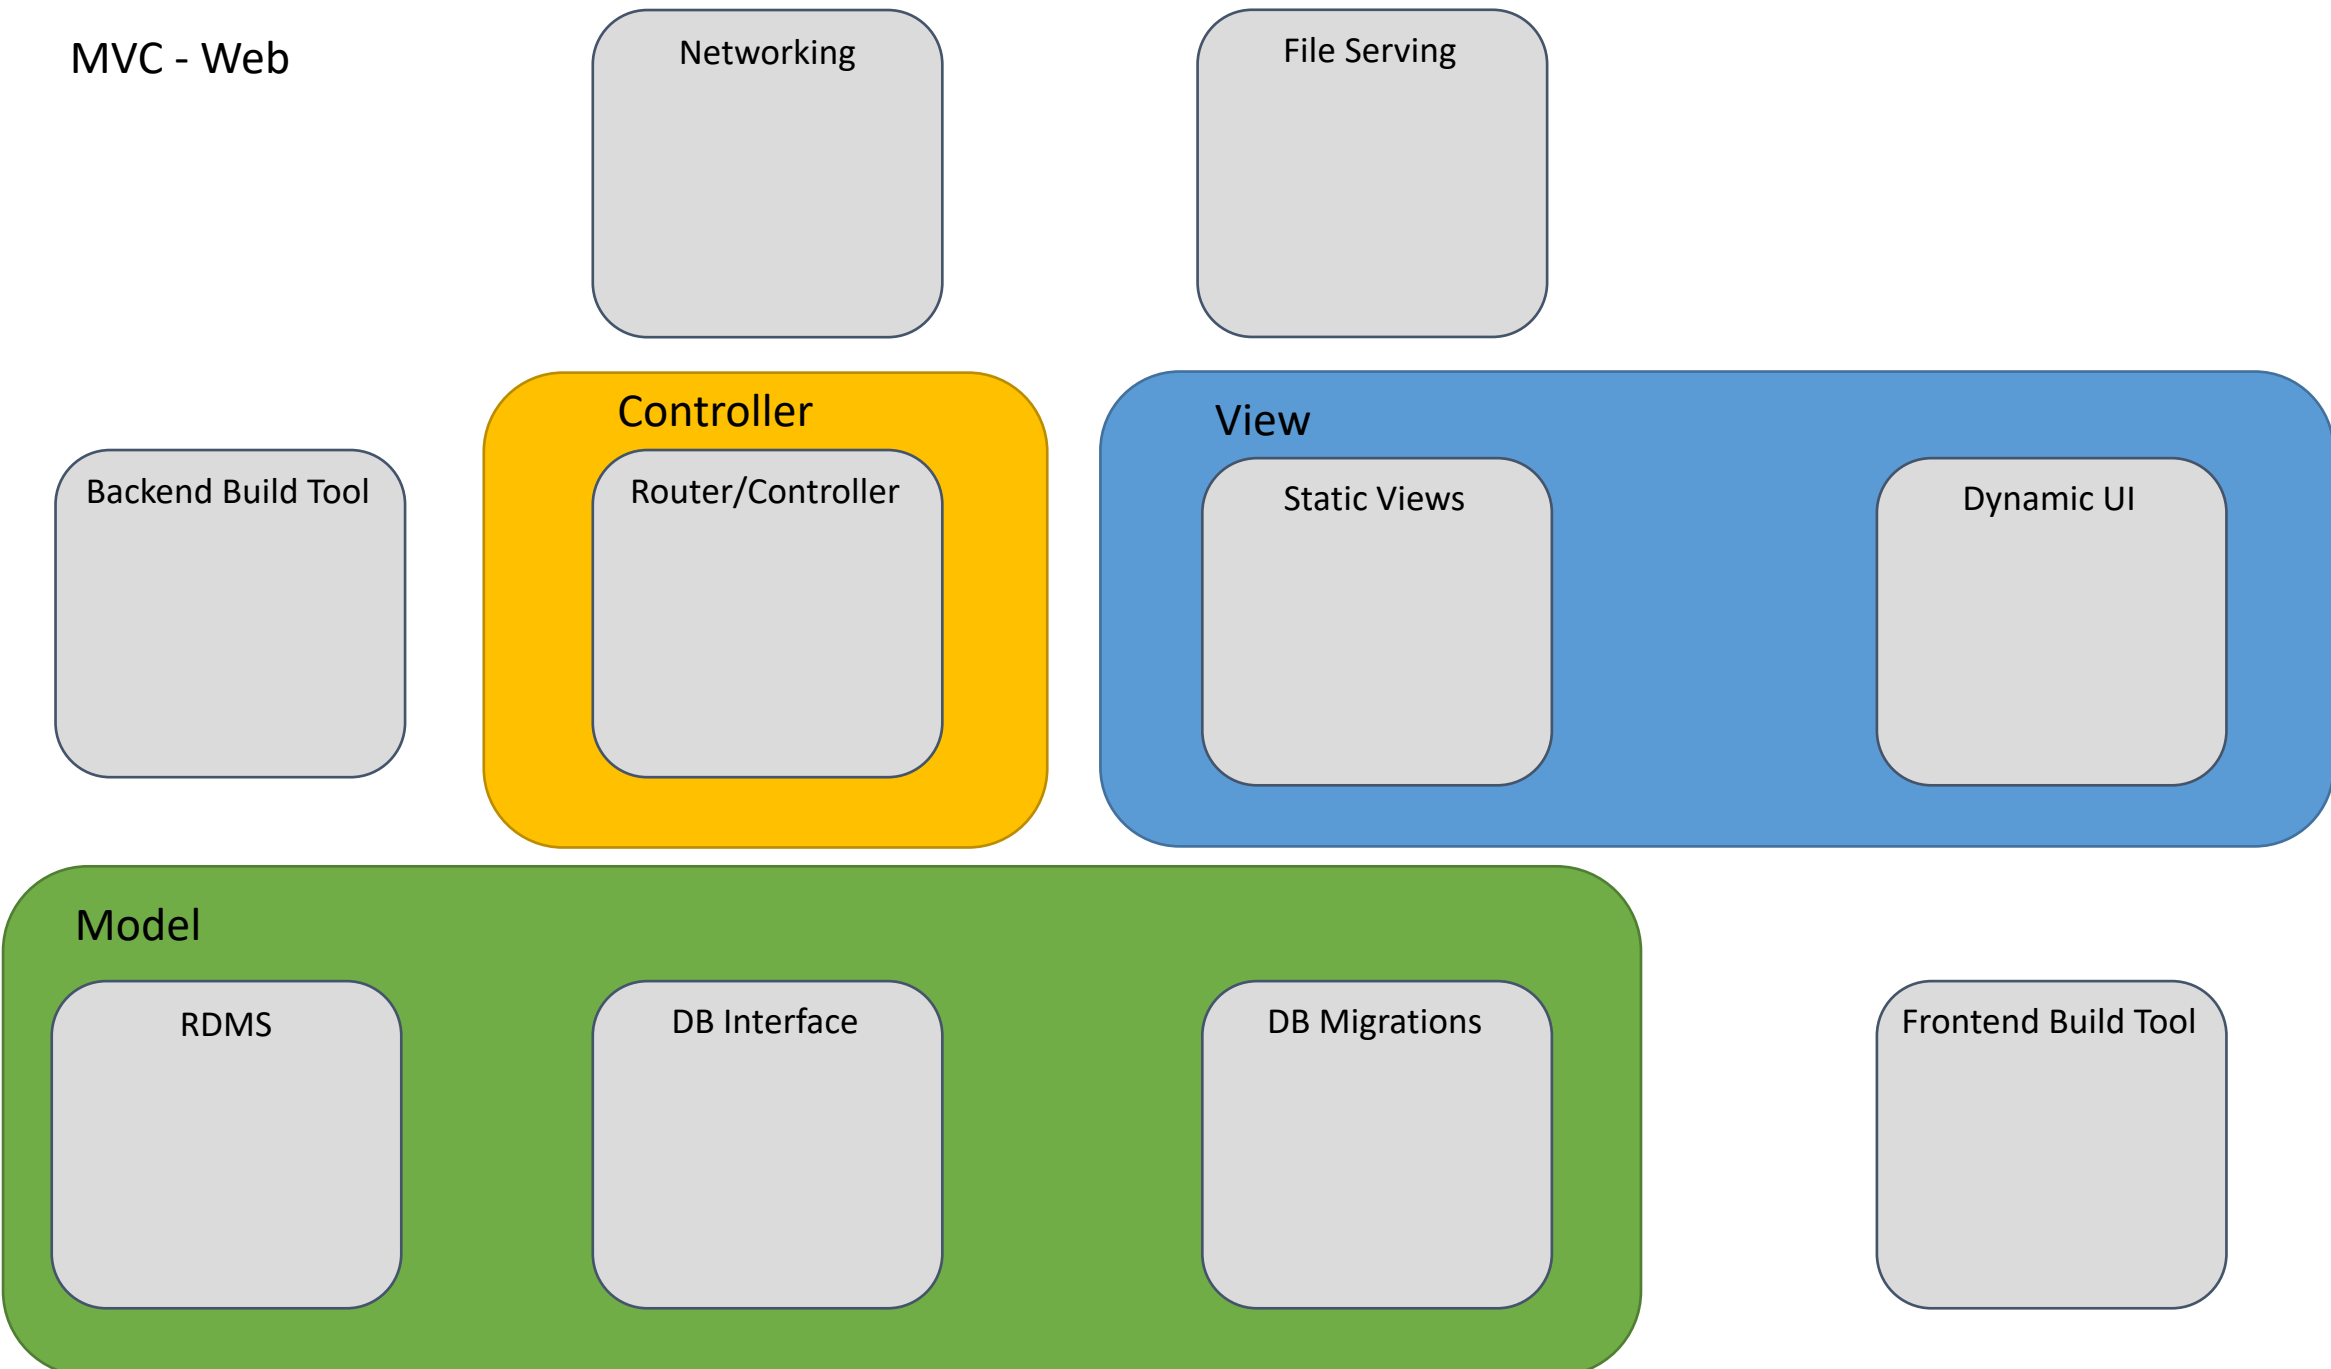 MVC - Web
Networking
File Serving
Controller
View
Backend Build Tool
Router/Controller
Static Views
Dynamic UI
Model
RDMS
DB Interface
DB Migrations
Frontend Build Tool